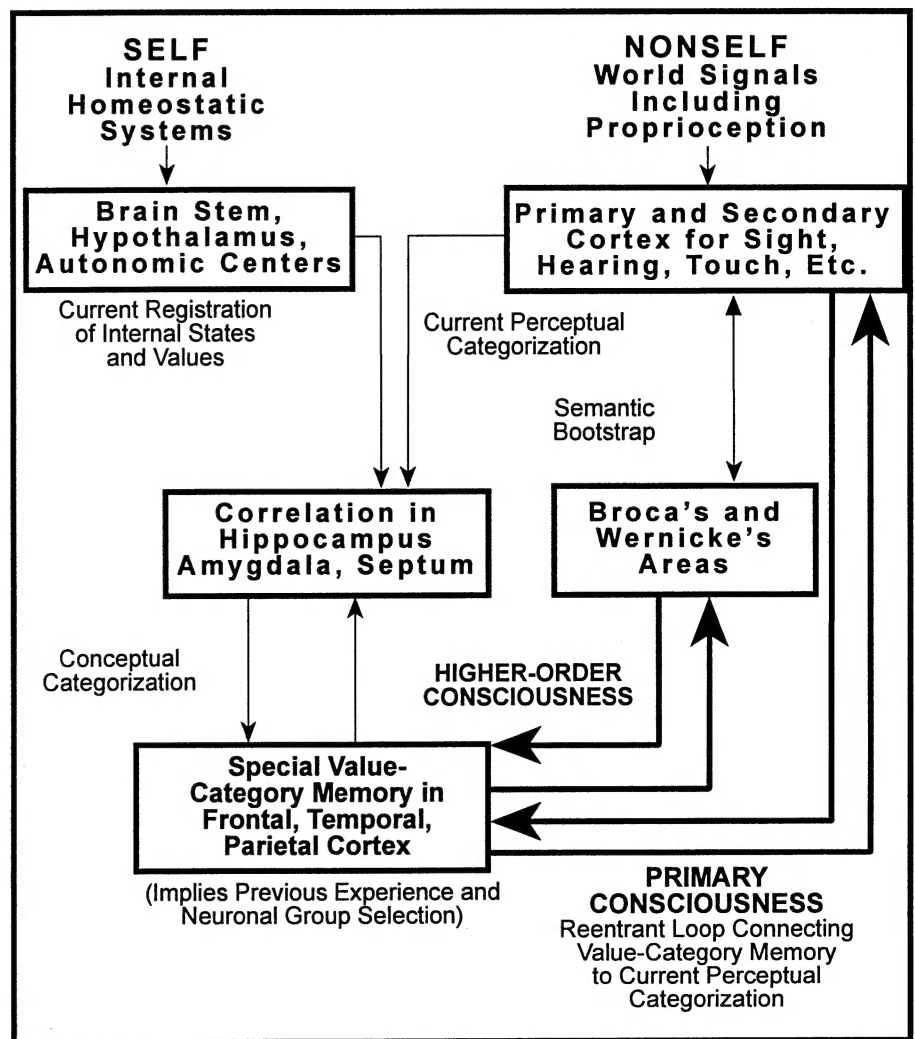 SELF
Internal
Homeostatic
Systems
NONSELF
World Signals
Including
Proprioception
Brain Stem,
Hypothalamus,
Autonomic Centers
Primary and Secondary
Cortex for Sight,
Hearing, Touch, Etc.
Current Registration
of Internal States
and Values
Current Perceptual
Categorization
Semantic
Bootstrap
Correlation in
Hippocampus
Amygdala, Septum
Broca's and
Wernicke's
Areas
Conceptual
Categorization
HIGHER-ORDER
CONSCIOUSNESS
Special Value-
Category Memory in
Frontal, Temporal,
Parietal Cortex
(Implies Previous Experience and
Neuronal Group Selection)
PRIMARY
CONSCIOUSNESS
Reentrant Loop Connecting
Value-Category Memory
to Current Perceptual
Categorization